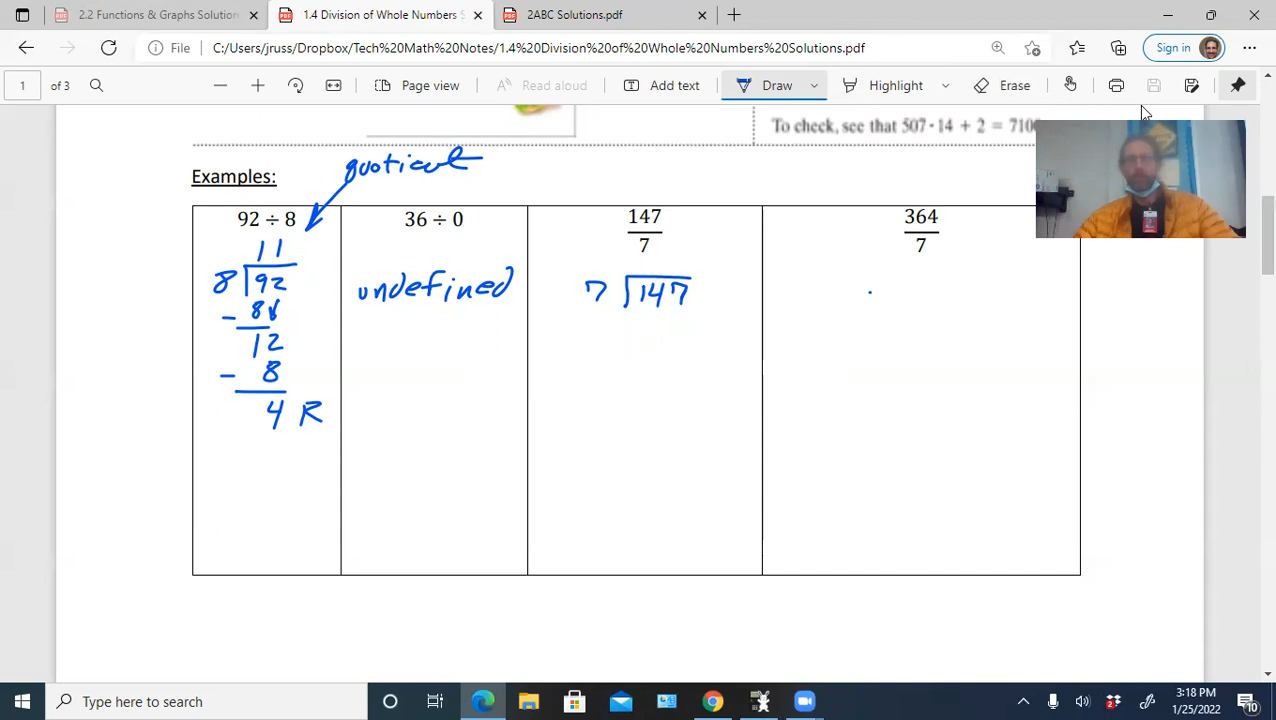 2.2 Functions & Graphs Solution
1.4 Division of Whole Numbers S
2ABC Solutions.pdf
File
C:/Users/jruss/Dropbox/Tech%20Math%20Notes/1.4%20Division%20of%20Whole%20Numbers%20Solutions.pdf
Sign in
1 of 3
Page view
Read aloud
Add text
Draw
Highlight
Erase
To check, see that 507 · 14 + 2 = 7100
quotient
Examples:
92 ÷ 8
36 ÷ 0
147
7
364
7
11
8 92
- 8
12
- 8
4 R
undefined
7 147
Type here to search
3:18 PM
1/25/2022
2
10